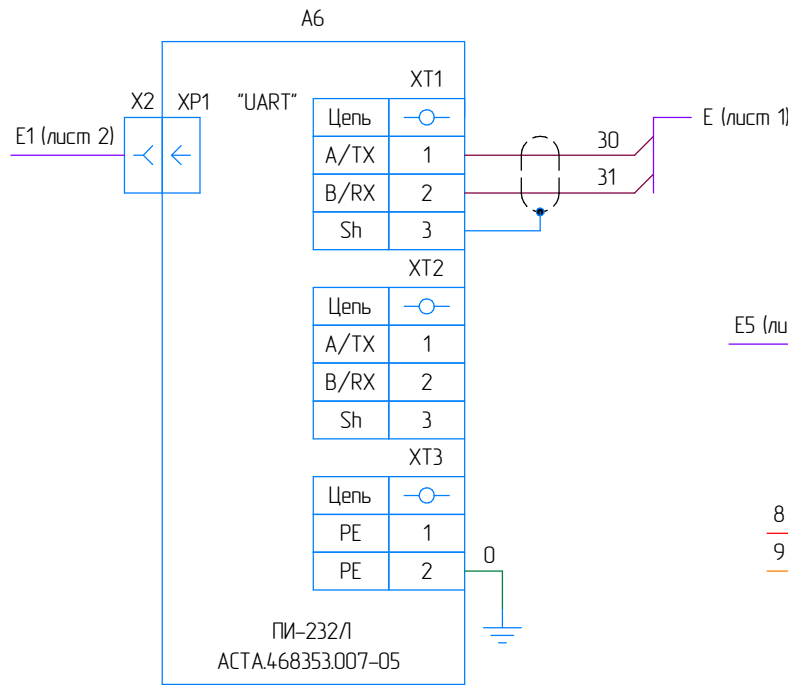 A6
XT1
X2 XP1 "UART"
Цепь
E1 (лист 2)
E (лист 1)
A/TX 1
30
B/RX 2
31
Sh 3
XT2
Цепь
A/TX 1
E5 (ли
B/RX 2
Sh 3
XT3
Цепь
PE 1
8
PE 2
0
9
ПИ-232/Л
АСТА.468353.007-05